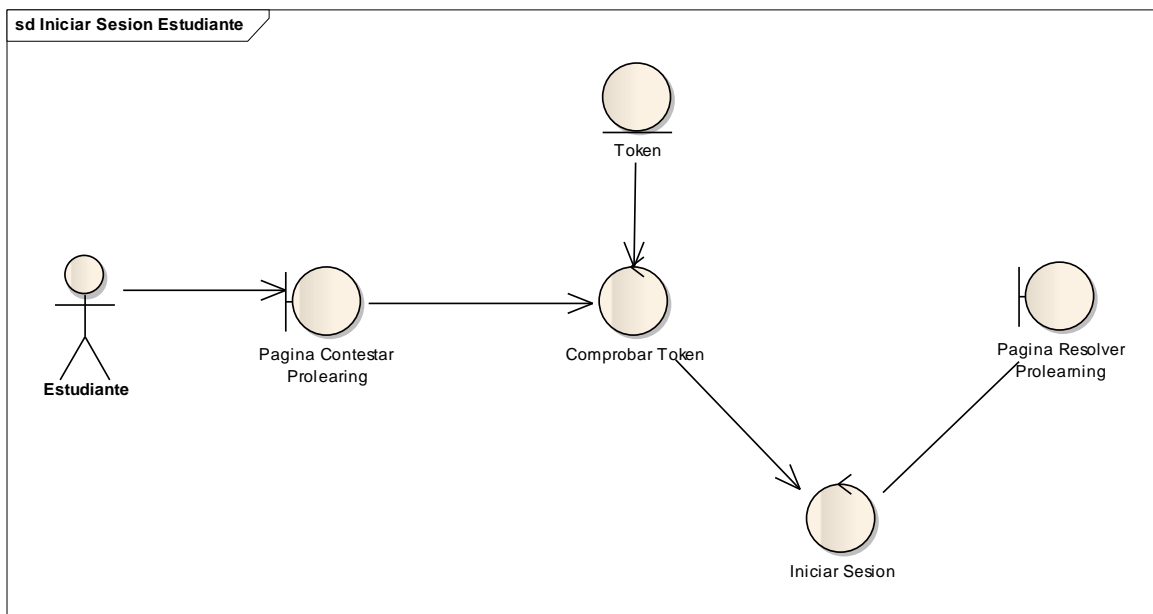 sd Iniciar Sesion Estudiante
Token
Estudiante
Pagina Contestar
Prolearing
Comprobar Token
Pagina Resolver
Prolearning
Iniciar Sesion